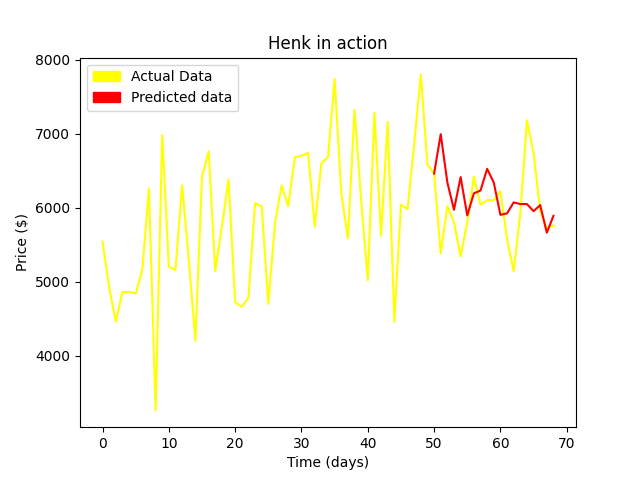 Henk in action
Actual Data
Predicted data
Price ($)
8000
7000
6000
5000
4000
0 10 20 30 40 50 60 70
Time (days)